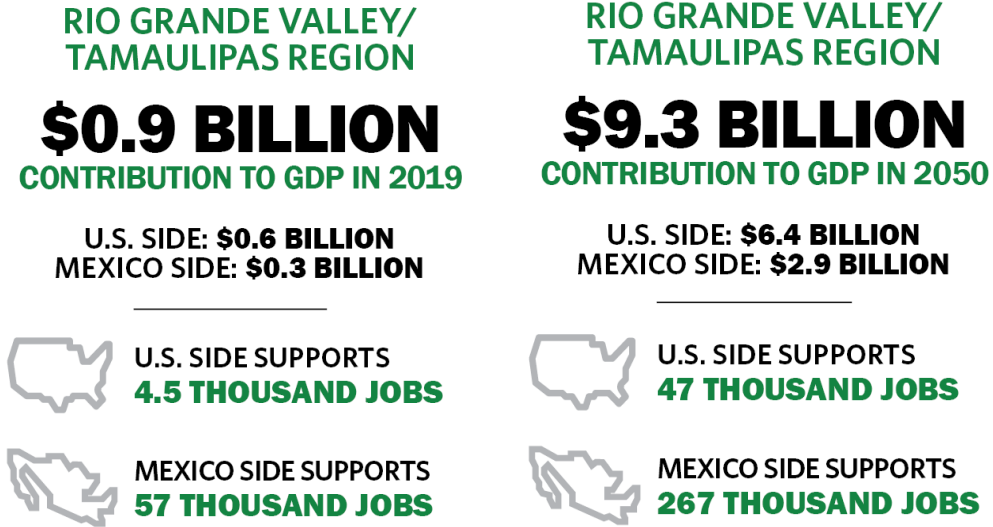 RIO GRANDE VALLEY/
TAMAULIPAS REGION
$0.9 BILLION
CONTRIBUTION TO GDP IN 2019
U.S. SIDE: $0.6 BILLION
MEXICO SIDE: $0.3 BILLION
U.S. SIDE SUPPORTS
4.5 THOUSAND JOBS
MEXICO SIDE SUPPORTS
57 THOUSAND JOBS
RIO GRANDE VALLEY/
TAMAULIPAS REGION
$9.3 BILLION
CONTRIBUTION TO GDP IN 2050
U.S. SIDE: $6.4 BILLION
MEXICO SIDE: $2.9 BILLION
U.S. SIDE SUPPORTS
47 THOUSAND JOBS
MEXICO SIDE SUPPORTS
267 THOUSAND JOBS